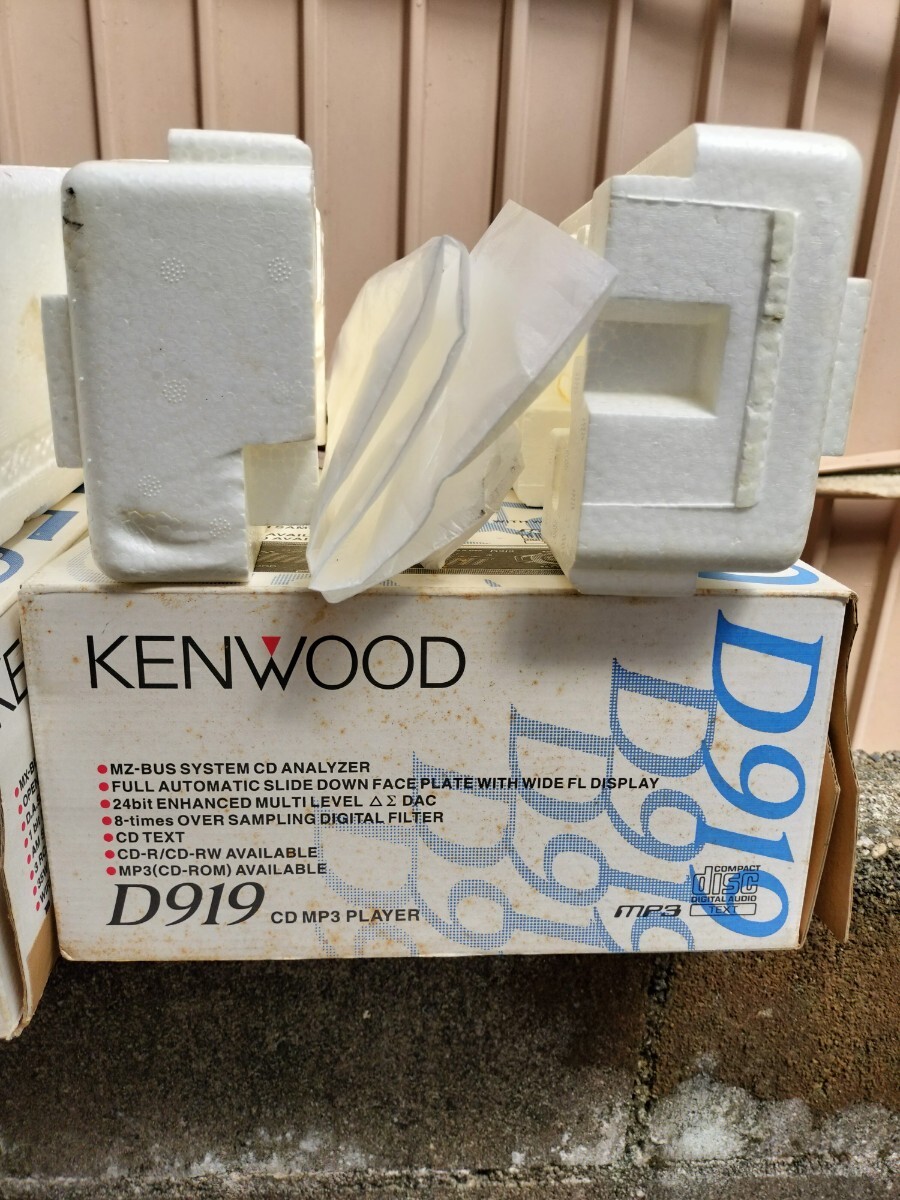 KENWOOD
●MZ-BUS SYSTEM CD ANALYZER
●FULL AUTOMATIC SLIDE DOWN FACE PLATE WITH WIDE FL DISPLAY
●24bit ENHANCED MULTI LEVEL △Σ DAC
●8-times OVER SAMPLING DIGITAL FILTER
●CD TEXT
●CD-R/CD-RW AVAILABLE
●MP3(CD-ROM) AVAILABLE
D919 CD MP3 PLAYER
MP3
COMPACT
disc
DIGITAL AUDIO
TEXT
D919
D919
D919